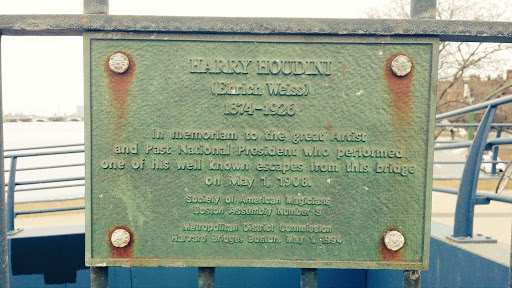 HARRY HOUDINI
(Ehrich Weiss)
1874-1926
In memoriam to the great Artist
and Past National President who performed
one of his well known escapes from this bridge
on May 1, 1908.
Society of American Magicians
Boston Assembly Number 9
Metropolitan District Commission
Harvard Bridge, Boston, May 1, 1994